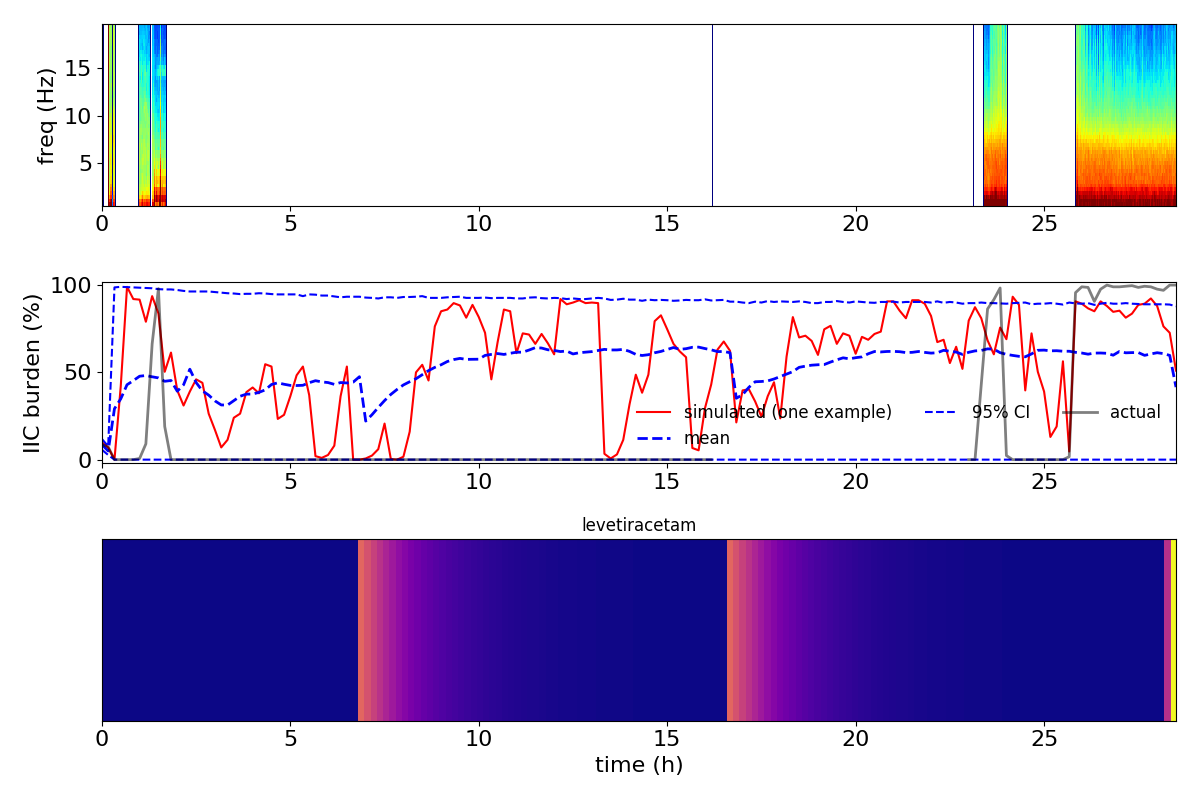 freq (Hz)
15
10
5
0 5 10 15 20 25
IIC burden (%)
100
50
0
simulated (one example) 95% CI actual
mean
0 5 10 15 20 25
levetiracetam
0 5 10 15 20 25
time (h)